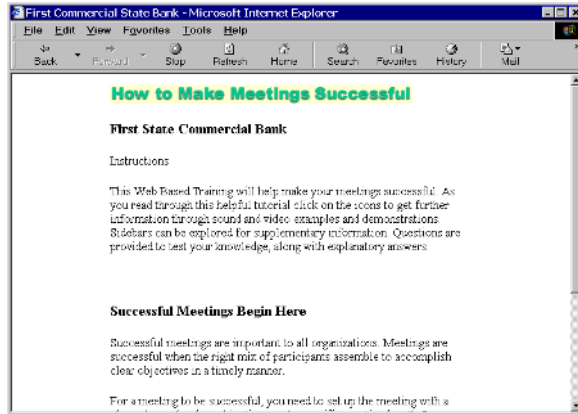 First Commercial State Bank - Microsoft Internet Explorer
File Edit View Favorites Tools Help
Back Forward Stop Refresh Home Search Favorites History Mail
How to Make Meetings Successful
First State Commercial Bank
Instructions
This Web Based Training will help make your meetings successful. As
you read through this helpful tutorial click on the icons to get further
information through sound and video examples and demonstrations.
Sidebars can be explored for supplementary information. Questions are
provided to test your knowledge, along with explanatory answers.
Successful Meetings Begin Here
Successful meetings are important to all organizations. Meetings are
successful when the right mix of participants assemble to accomplish
clear objectives in a timely manner.
For a meeting to be successful, you need to set up the meeting with a